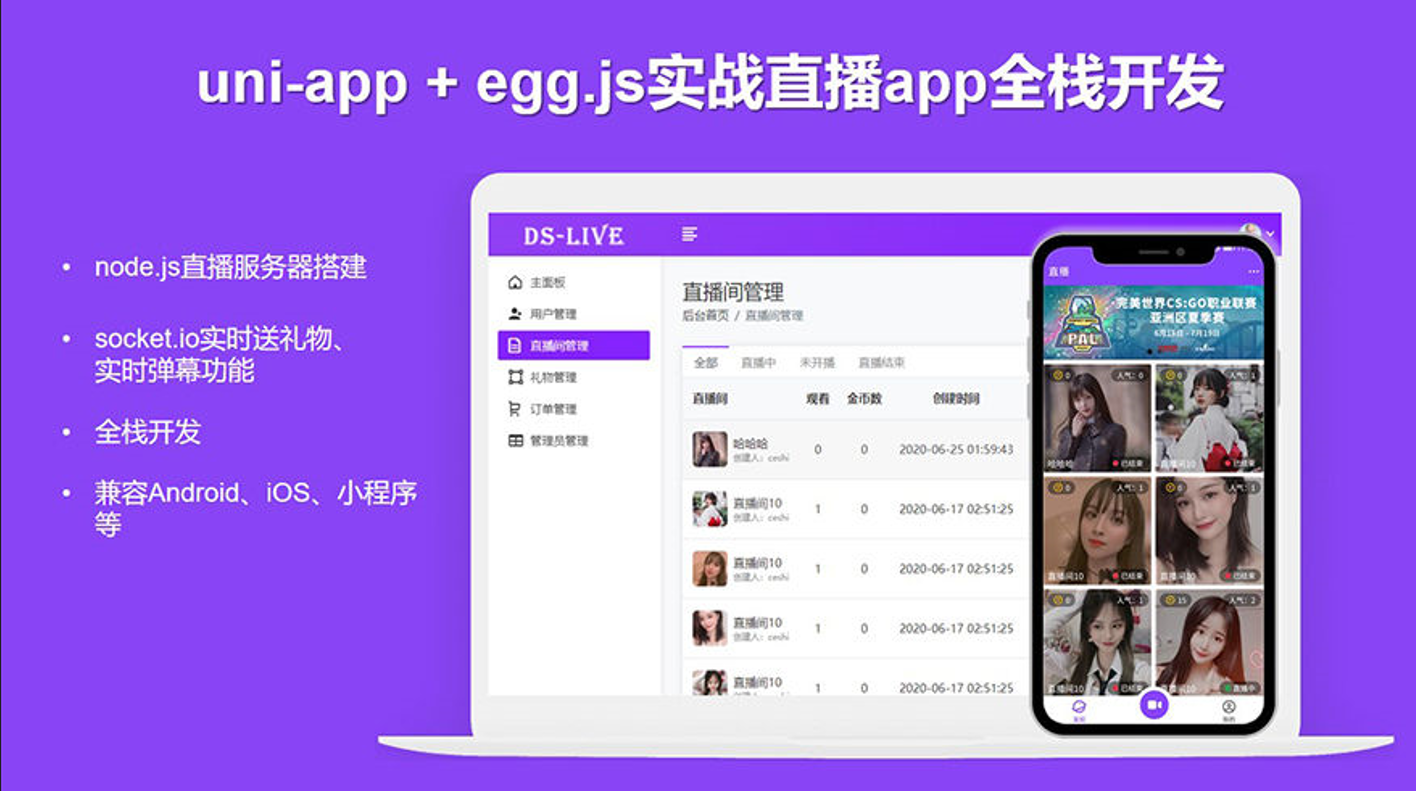 uni-app + egg.js实战直播app全栈开发
• node.js直播服务器搭建
• socket.io实时送礼物、
实时弹幕功能
• 全栈开发
• 兼容Android、iOS、小程序
等
DS-LIVE
主面板
用户管理
直播间管理
礼物管理
订单管理
管理员管理
直播间管理
后台首页 / 直播间管理
全部 直播中 未开播 直播结束
直播间 观看 金币数 创建时间
哈哈哈 0 0 2020-06-25 01:59:43
创建人：ceshi
直播间10 1 0 2020-06-17 02:51:25
创建人：ceshi
直播间10 1 0 2020-06-17 02:51:25
创建人：ceshi
直播间10 1 0 2020-06-17 02:51:25
创建人：ceshi
直播间10 1 0 2020-06-17 02:51:25
直播
完美世界CS:GO职业联赛
亚洲区夏季赛
6月13日 - 7月19日
PAL
0 人气：0 0 人气：1
哈哈哈 已结束 直播间10 已结束
0 人气：1 0 人气：1
直播间10 已结束 直播间10 已结束
0 人气：1 15 人气：2
直播间10 已结束 直播间10 直播中
我的